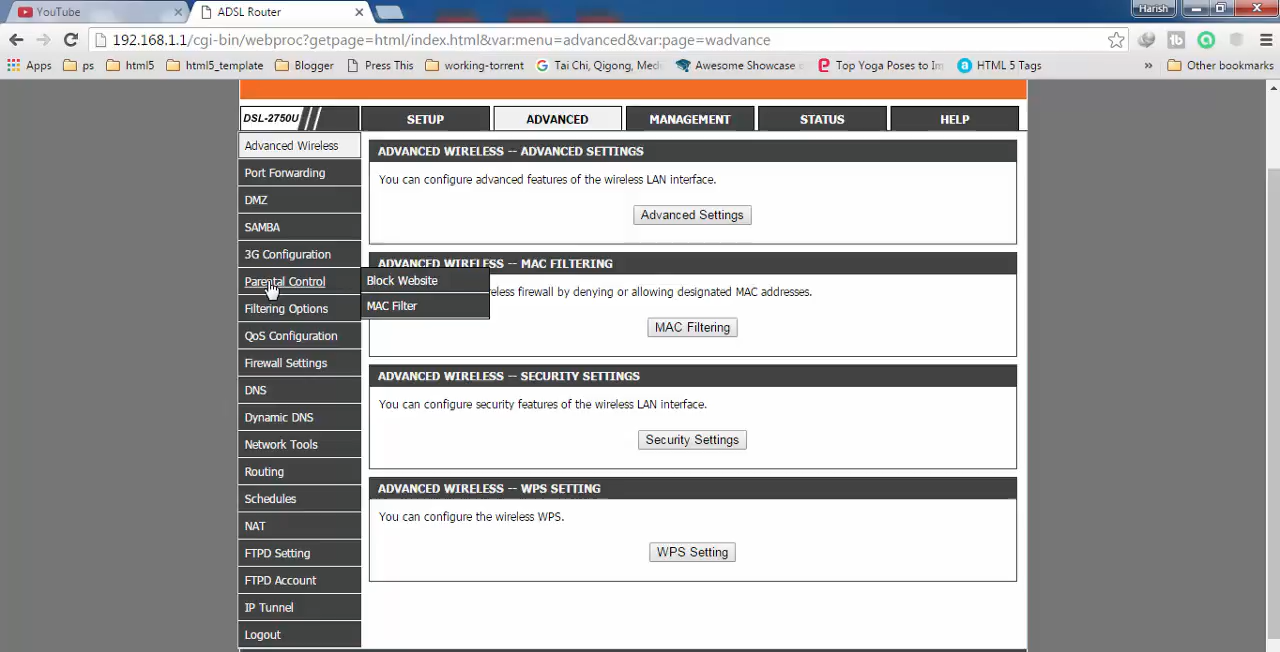 YouTube
ADSL Router
Harish
192.168.1.1/cgi-bin/webproc?getpage=html/index.html&var:menu=advanced&var:page=wadvance
Apps ps html5 html5_template Blogger Press This working-torrent Tai Chi, Qigong, Med Awesome Showcase Top Yoga Poses to Im HTML 5 Tags » Other bookmarks
DSL-2750U SETUP ADVANCED MANAGEMENT STATUS HELP
Advanced Wireless
Port Forwarding
DMZ
SAMBA
3G Configuration
Parental Control
Block Website
MAC Filter
Filtering Options
QoS Configuration
Firewall Settings
DNS
Dynamic DNS
Network Tools
Routing
Schedules
NAT
FTPD Setting
FTPD Account
IP Tunnel
Logout
ADVANCED WIRELESS -- ADVANCED SETTINGS
You can configure advanced features of the wireless LAN interface.
Advanced Settings
ADVANCED WIRELESS -- MAC FILTERING
reless firewall by denying or allowing designated MAC addresses.
MAC Filtering
ADVANCED WIRELESS -- SECURITY SETTINGS
You can configure security features of the wireless LAN interface.
Security Settings
ADVANCED WIRELESS -- WPS SETTING
You can configure the wireless WPS.
WPS Setting